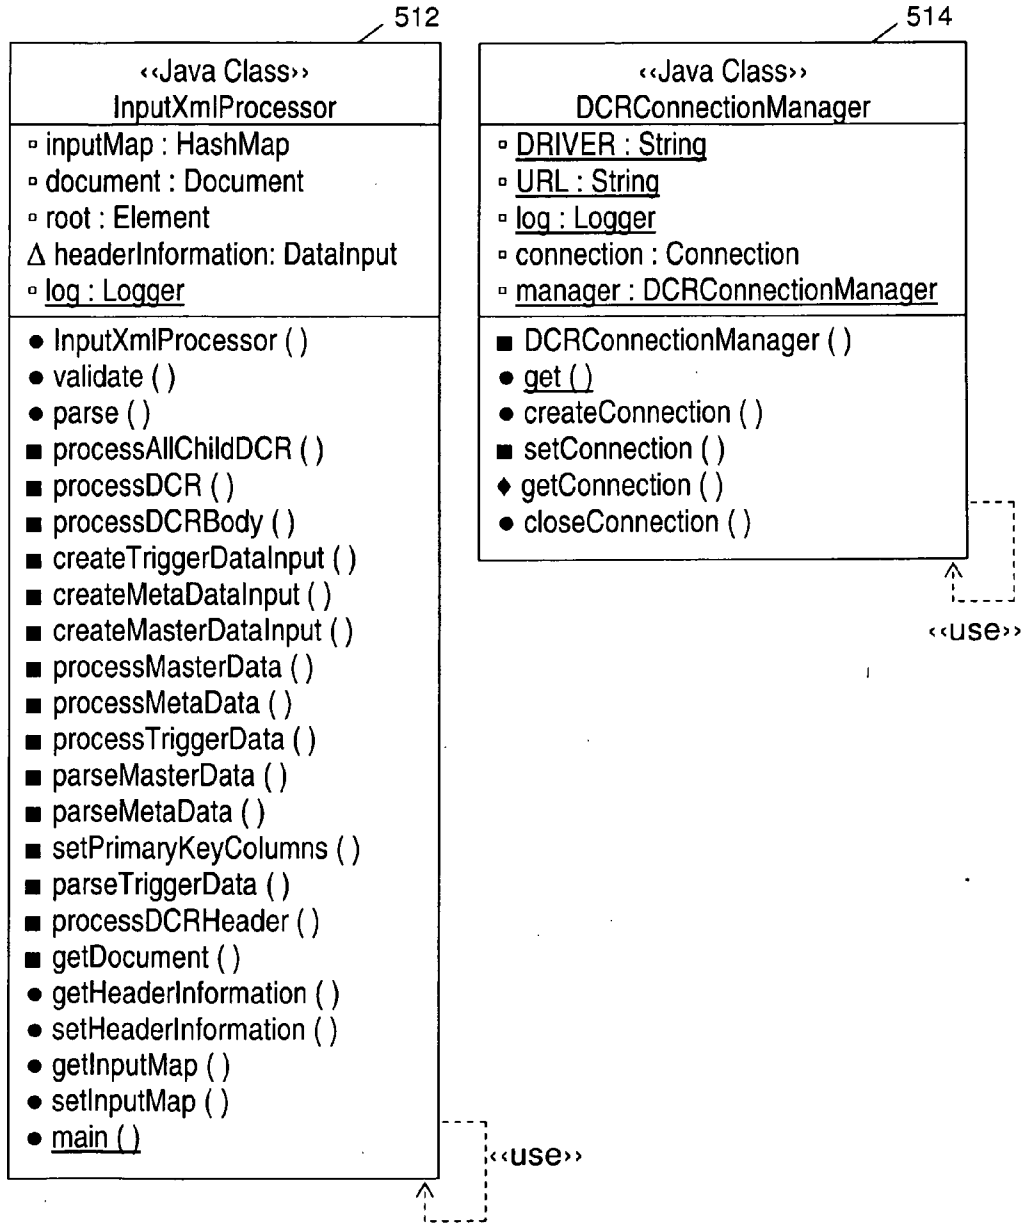 512
‹‹Java Class››
InputXmlProcessor
inputMap : HashMap
document : Document
root : Element
Δ headerInformation: DataInput
log : Logger
InputXmlProcessor ( )
validate ( )
parse ( )
processAllChildDCR ( )
processDCR ( )
processDCRBody ( )
createTriggerDataInput ( )
createMetaDataInput ( )
createMasterDataInput ( )
processMasterData ( )
processMetaData ( )
processTriggerData ( )
parseMasterData ( )
parseMetaData ( )
setPrimaryKeyColumns ( )
parseTriggerData ( )
processDCRHeader ( )
getDocument ( )
getHeaderInformation ( )
setHeaderInformation ( )
getInputMap ( )
setInputMap ( )
main ( )
‹‹use››
514
‹‹Java Class››
DCRConnectionManager
DRIVER : String
URL : String
log : Logger
connection : Connection
manager : DCRConnectionManager
DCRConnectionManager ( )
get ( )
createConnection ( )
setConnection ( )
getConnection ( )
closeConnection ( )
‹‹use››